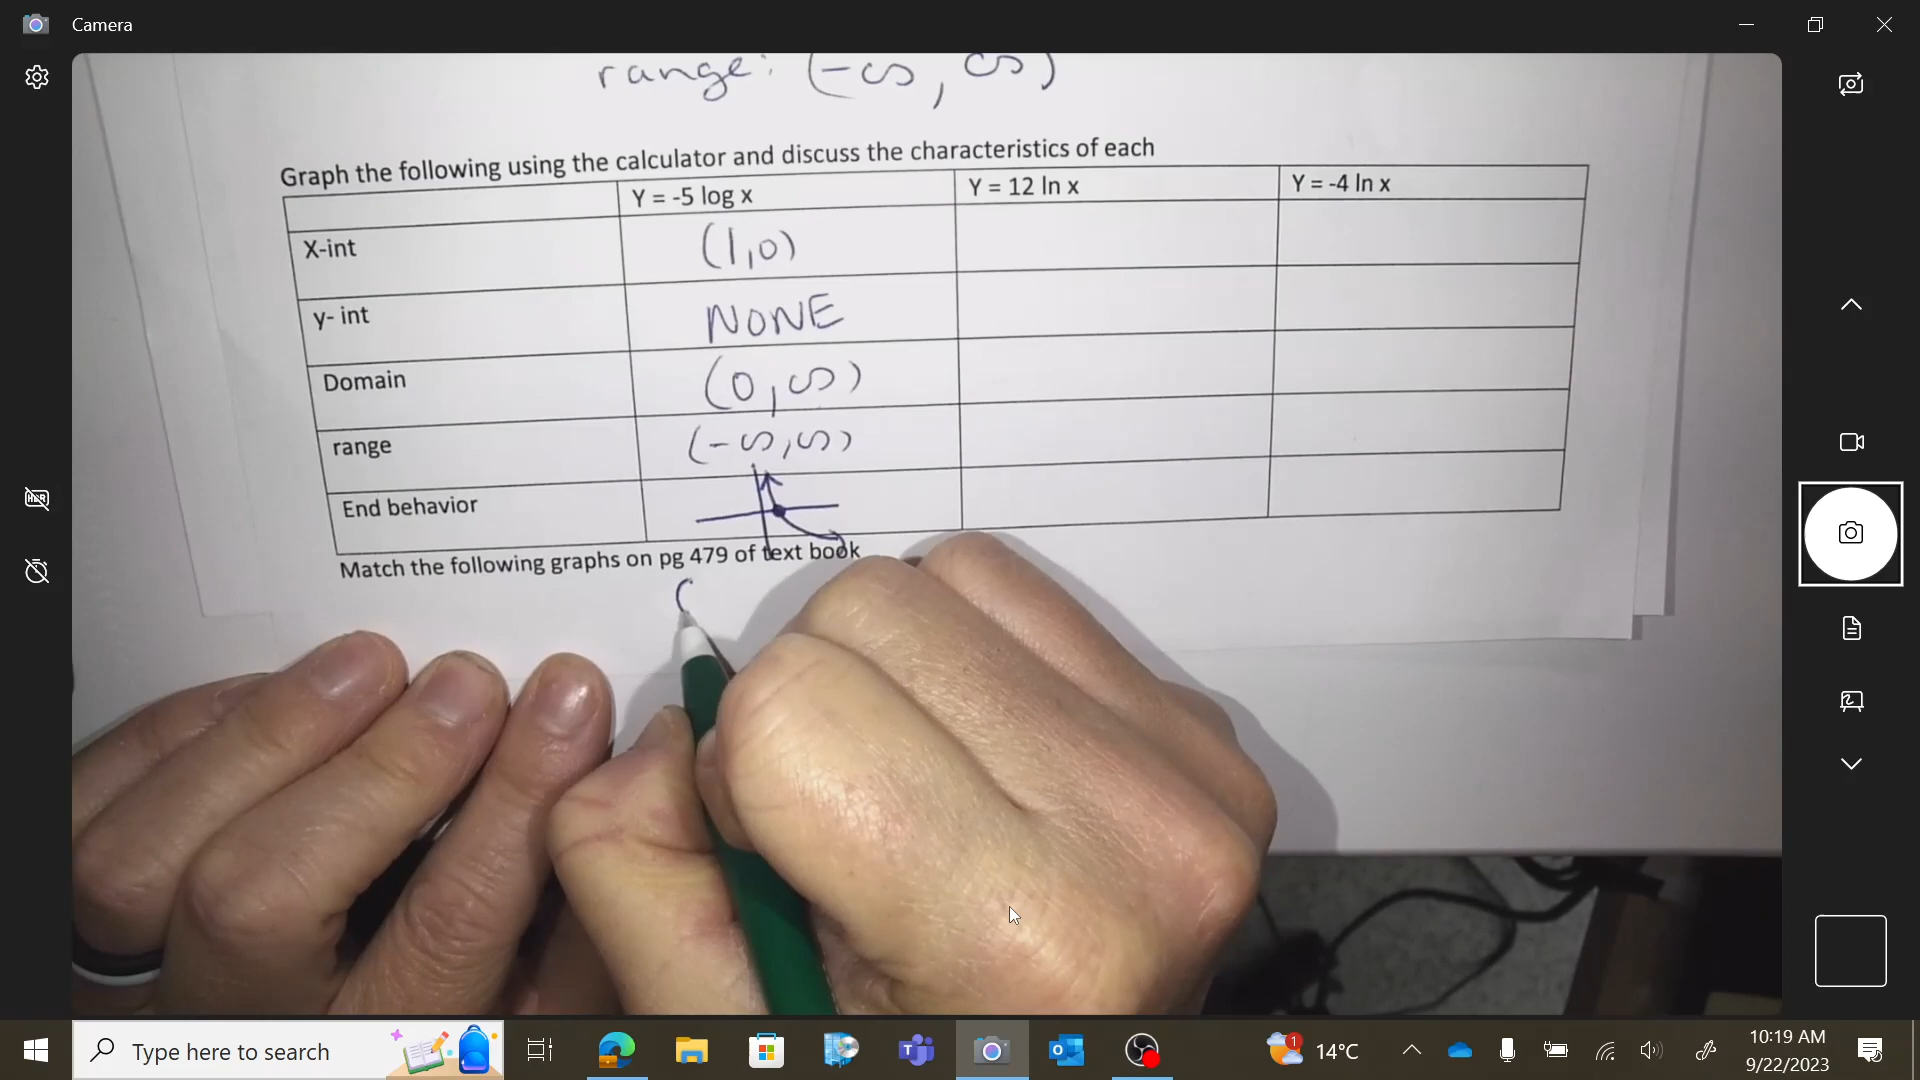 Camera
range: (-∞, ∞)
Graph the following using the calculator and discuss the characteristics of each
Y = -5 log x
Y = 12 ln x
Y = -4 ln x
X-int
(1,0)
y- int
NONE
Domain
(0,∞)
range
(-∞,∞)
End behavior
Match the following graphs on pg 479 of text book
(
Type here to search
1
14°C
10:19 AM
9/22/2023